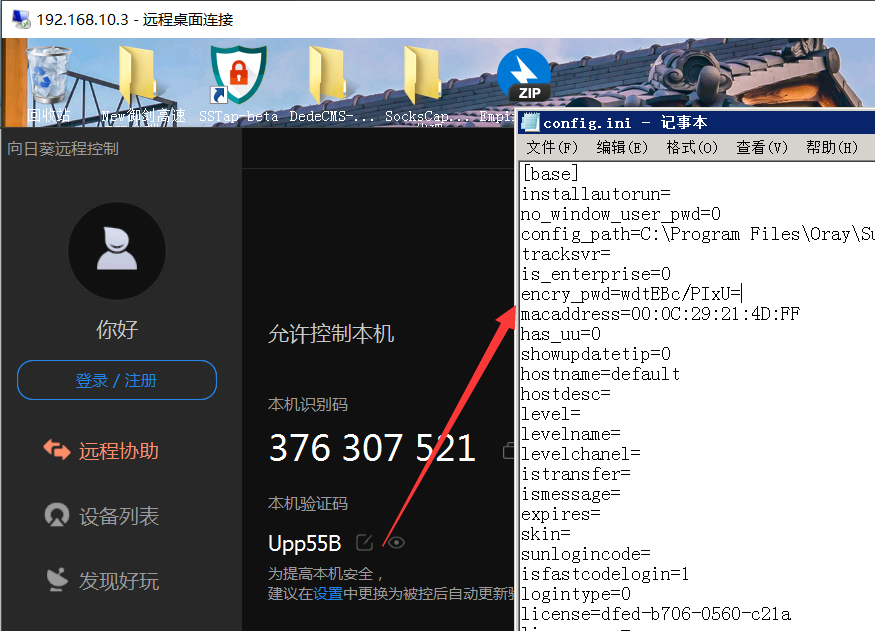 192.168.10.3 - 远程桌面连接
ZIP
回收站 New御剑高速 SSTap-beta DedeCMS-... SocksCap... Empi
向日葵远程控制
你好
登录 / 注册
远程协助
设备列表
发现好玩
允许控制本机
本机识别码
376 307 521
本机验证码
Upp55B
为提高本机安全，
建议在设置中更换为被控后自动更新
config.ini - 记事本
文件(F) 编辑(E) 格式(O) 查看(V) 帮助(H)
[base]
installautorun=
no_window_user_pwd=0
config_path=C:\Program Files\Oray\Su
tracksvr=
is_enterprise=0
encry_pwd=wdtEBc/PIxU=
macaddress=00:0C:29:21:4D:FF
has_uu=0
showupdatetip=0
hostname=default
hostdesc=
level=
levelname=
levelchanel=
istransfer=
ismessage=
expires=
skin=
sunlogincode=
isfastcodelogin=1
logintype=0
license=dfed-b706-0560-c21a